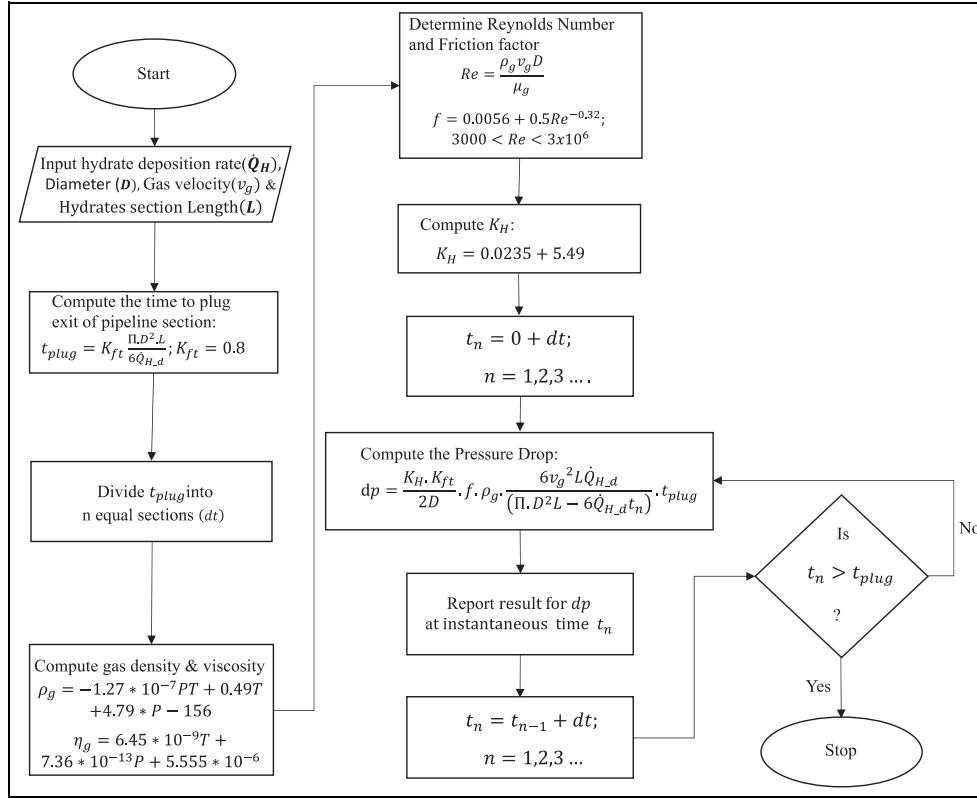 Start
Input hydrate deposition rate(Q̇_H),
Diameter (D), Gas velocity(v_g) &
Hydrates section Length(L)
Compute the time to plug
exit of pipeline section:
t_plug = K_ft Π.D².L / 6Q̇_H_d ; K_ft = 0.8
Divide t_plug into
n equal sections (dt)
Compute gas density & viscosity
ρ_g = −1.27 * 10⁻⁷PT + 0.49T
+4.79 * P − 156
η_g = 6.45 * 10⁻⁹T +
7.36 * 10⁻¹³P + 5.555 * 10⁻⁶
Determine Reynolds Number
and Friction factor
Re = ρ_g v_g D / μ_g
f = 0.0056 + 0.5Re⁻⁰·³²;
3000 < Re < 3x10⁶
Compute K_H:
K_H = 0.0235 + 5.49
t_n = 0 + dt;
n = 1,2,3 ... .
Compute the Pressure Drop:
dp = K_H. K_ft / 2D . f. ρ_g. 6v_g²LQ̇_H_d / (Π. D²L − 6Q̇_H_d t_n) . t_plug
Report result for dp
at instantaneous time t_n
t_n = t_n−1 + dt;
n = 1,2,3 ...
Is
t_n > t_plug
?
No
Yes
Stop